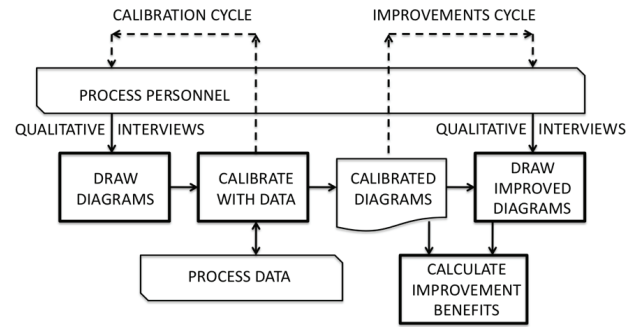 CALIBRATION CYCLE
IMPROVEMENTS CYCLE
PROCESS PERSONNEL
QUALITATIVE INTERVIEWS
QUALITATIVE INTERVIEWS
DRAW
DIAGRAMS
CALIBRATE
WITH DATA
CALIBRATED
DIAGRAMS
DRAW
IMPROVED
DIAGRAMS
PROCESS DATA
CALCULATE
IMPROVEMENT
BENEFITS